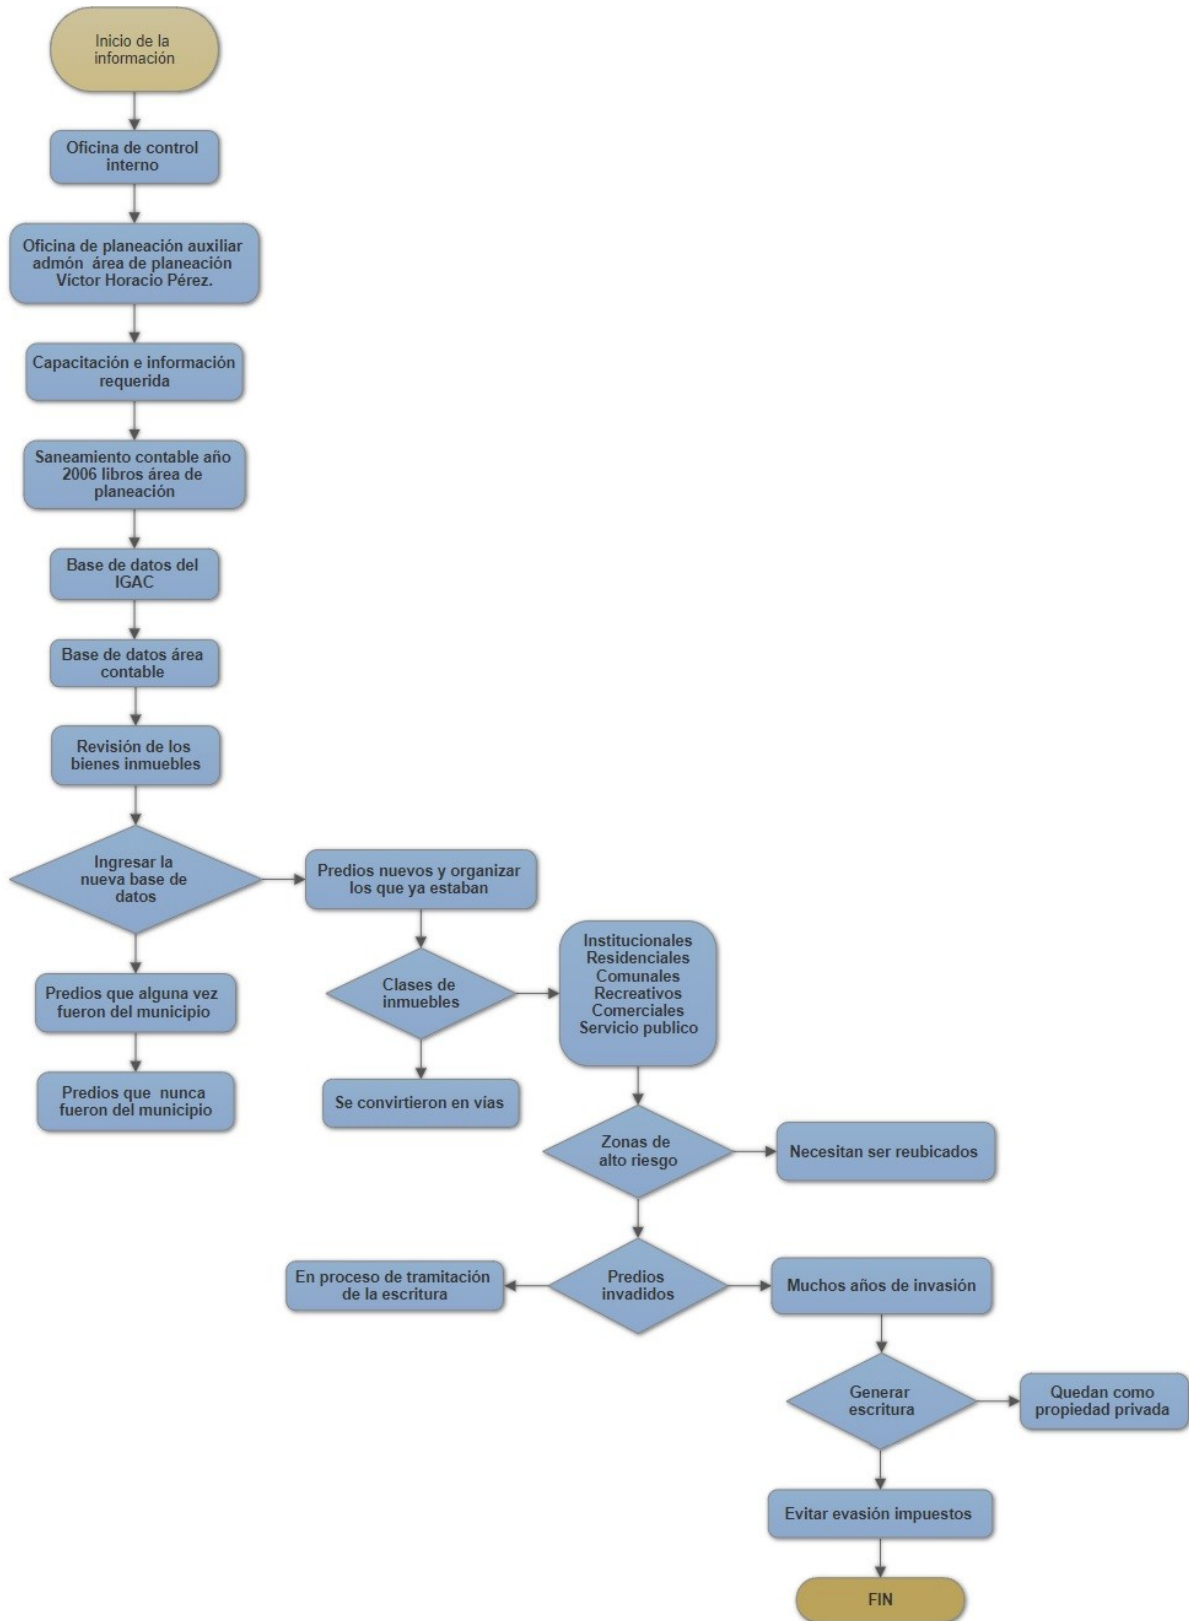 Inicio de la
información
Oficina de control
interno
Oficina de planeación auxiliar
admón área de planeación
Víctor Horacio Pérez.
Capacitación e información
requerida
Saneamiento contable año
2006 libros área de
planeación
Base de datos del
IGAC
Base de datos área
contable
Revisión de los
bienes inmuebles
Ingresar la
nueva base de
datos
Predios nuevos y organizar
los que ya estaban
Predios que alguna vez
fueron del municipio
Predios que nunca
fueron del municipio
Clases de
inmuebles
Institucionales
Residenciales
Comunales
Recreativos
Comerciales
Servicio publico
Se convirtieron en vías
Zonas de
alto riesgo
Necesitan ser reubicados
Predios
invadidos
En proceso de tramitación
de la escritura
Muchos años de invasión
Generar
escritura
Quedan como
propiedad privada
Evitar evasión impuestos
FIN